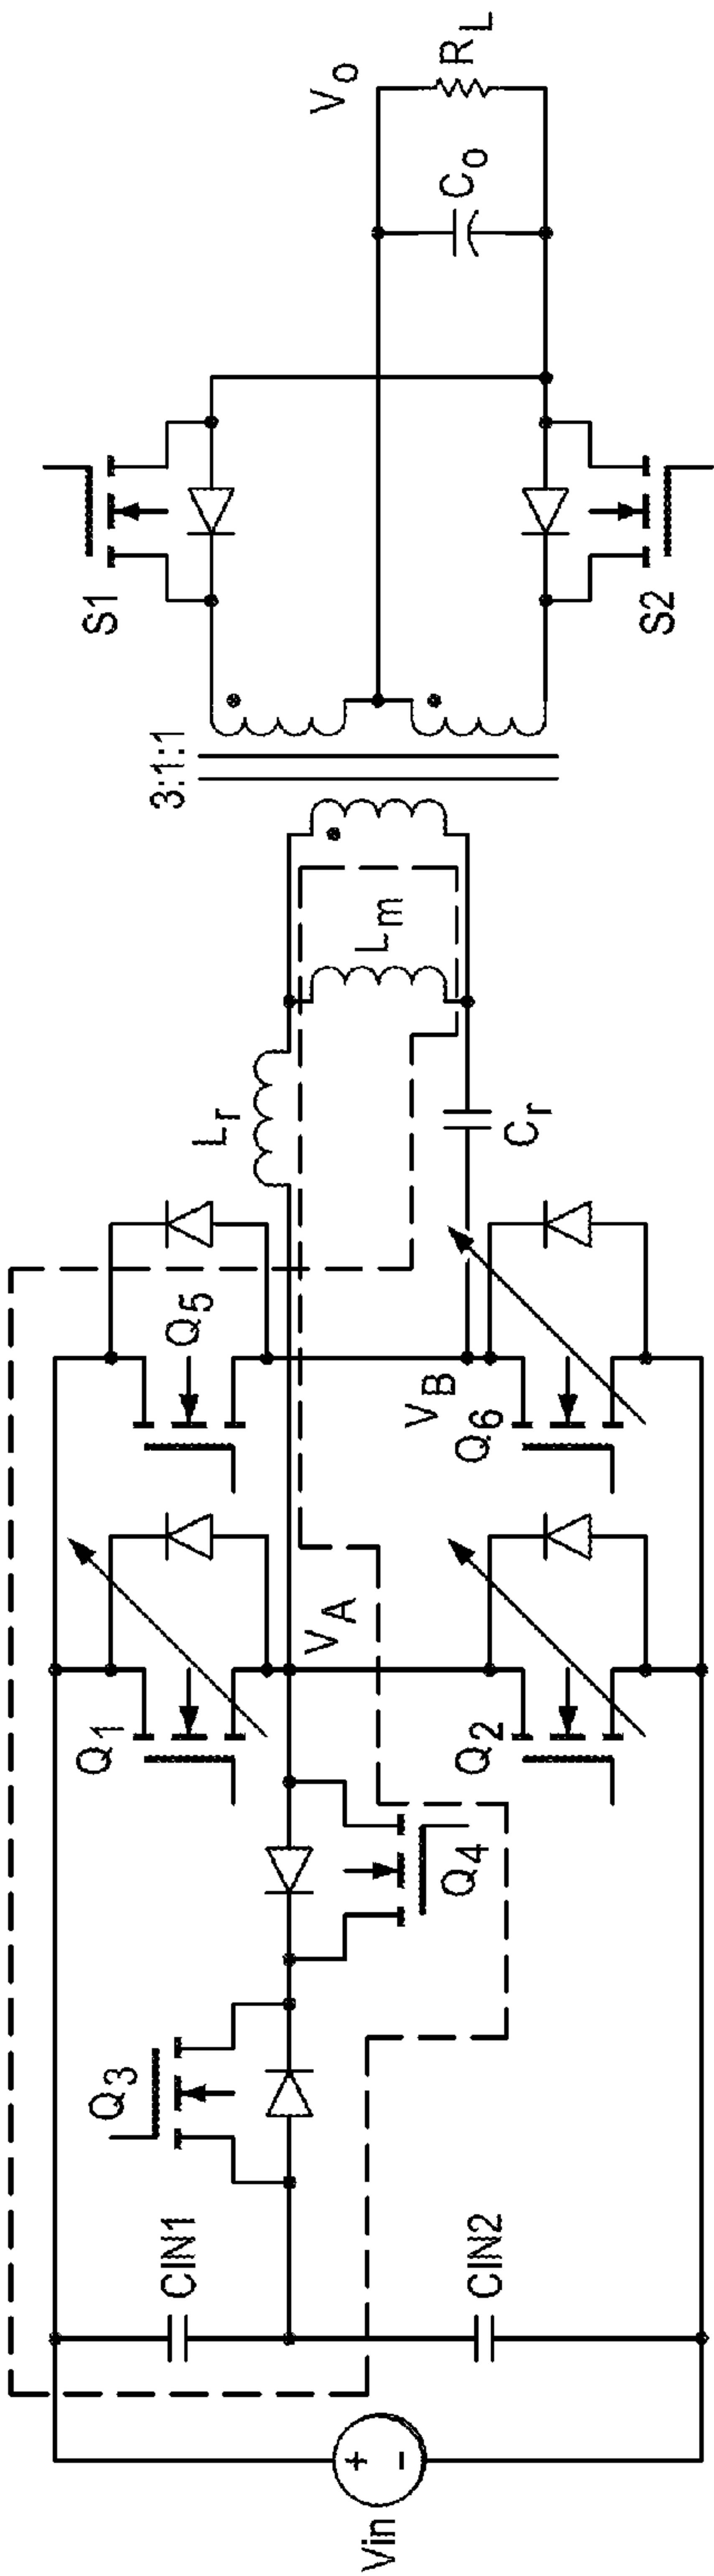 Vin
+
-
CIN1
CIN2
Q3
Q4
Q1
Q2
VA
Q5
Q6
VB
Lr
Cr
Lm
3:1:1
S1
S2
Co
Vo
RL